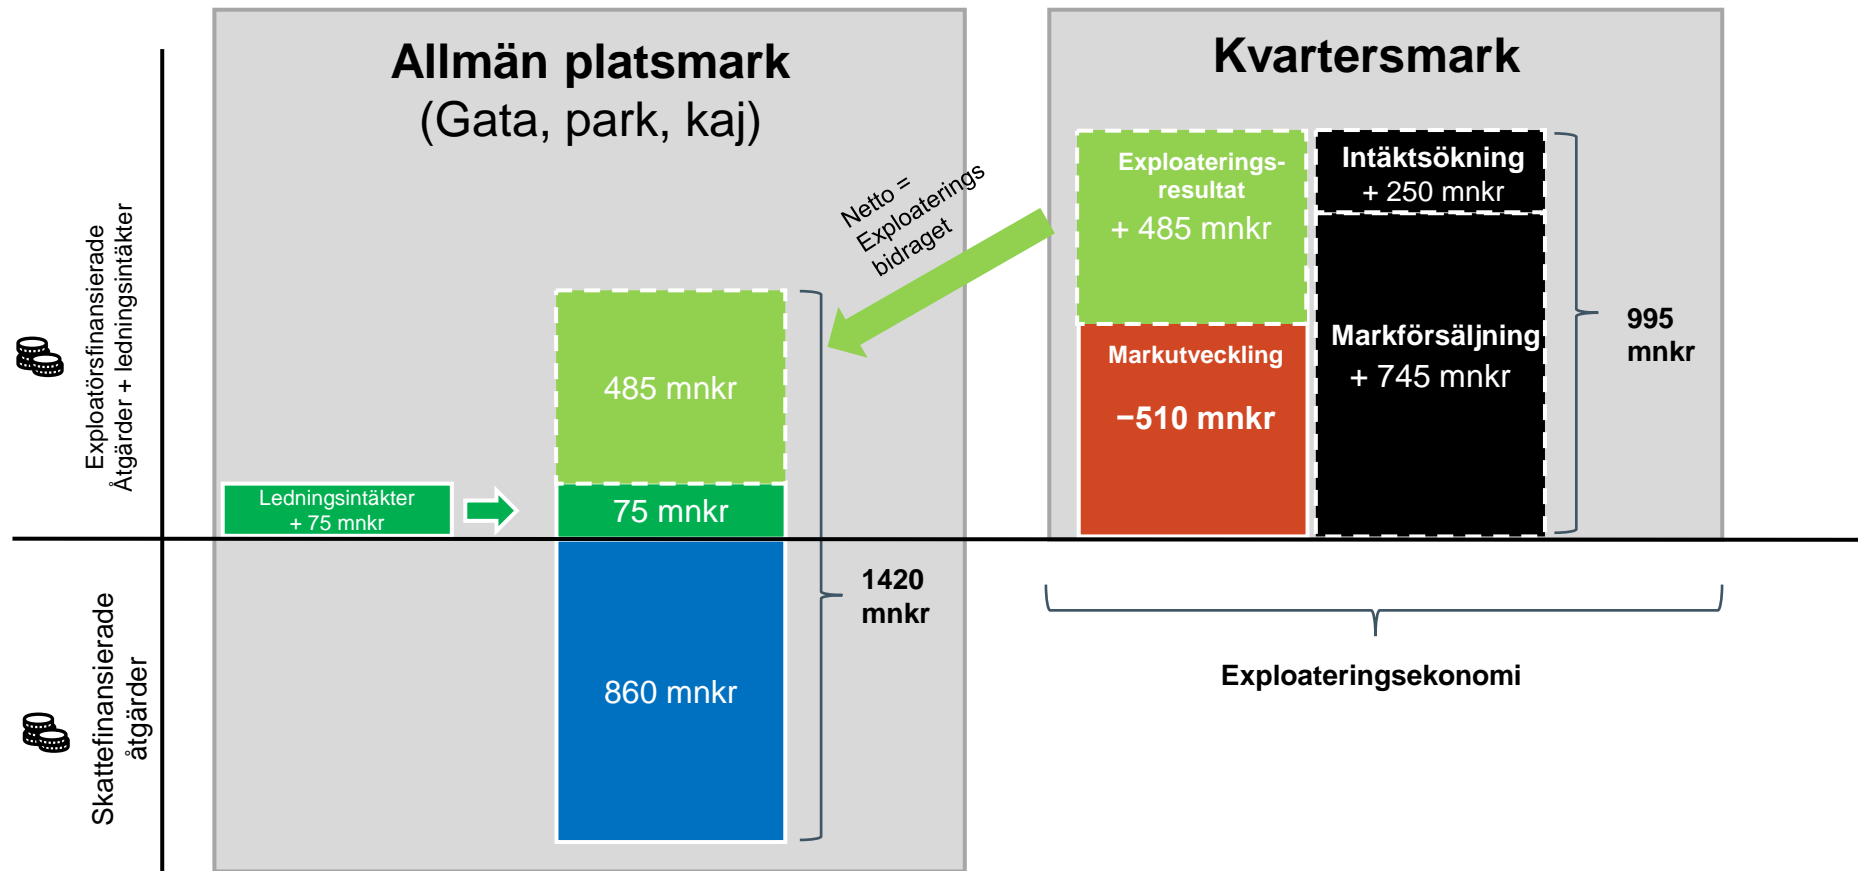 Allmän platsmark
(Gata, park, kaj)
Kvartersmark
Exploatörsfinansierade
Åtgärder + ledningsintäkter
Skattefinansierade
åtgärder
Ledningsintäkter
+ 75 mnkr
485 mnkr
75 mnkr
860 mnkr
1420
mnkr
Netto =
Exploaterings
bidraget
Exploaterings-
resultat
+ 485 mnkr
Markutveckling
−510 mnkr
Intäktsökning
+ 250 mnkr
Markförsäljning
+ 745 mnkr
995
mnkr
Exploateringsekonomi